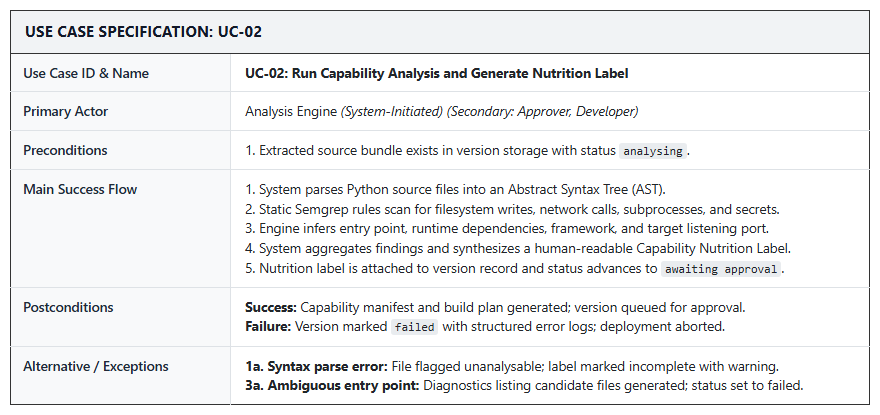 USE CASE SPECIFICATION: UC-02
Use Case ID & Name
UC-02: Run Capability Analysis and Generate Nutrition Label
Primary Actor
Analysis Engine (System-Initiated) (Secondary: Approver, Developer)
Preconditions
1. Extracted source bundle exists in version storage with status analysing.
Main Success Flow
1. System parses Python source files into an Abstract Syntax Tree (AST).
2. Static Semgrep rules scan for filesystem writes, network calls, subprocesses, and secrets.
3. Engine infers entry point, runtime dependencies, framework, and target listening port.
4. System aggregates findings and synthesizes a human-readable Capability Nutrition Label.
5. Nutrition label is attached to version record and status advances to awaiting approval.
Postconditions
Success: Capability manifest and build plan generated; version queued for approval.
Failure: Version marked failed with structured error logs; deployment aborted.
Alternative / Exceptions
1a. Syntax parse error: File flagged unanalysable; label marked incomplete with warning.
3a. Ambiguous entry point: Diagnostics listing candidate files generated; status set to failed.